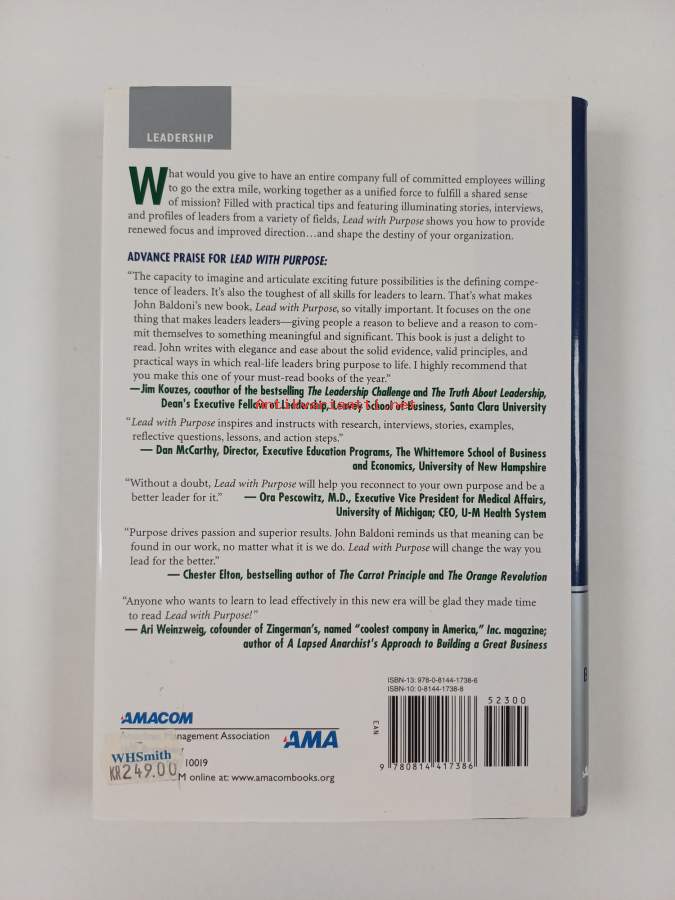 LEADERSHIP
What would you give to have an entire company full of committed employees willing
to go the extra mile, working together as a unified force to fulfill a shared sense
of mission? Filled with practical tips and featuring illuminating stories, interviews,
and profiles of leaders from a variety of fields, Lead with Purpose shows you how to provide
renewed focus and improved direction…and shape the destiny of your organization.
ADVANCE PRAISE FOR LEAD WITH PURPOSE:
“The capacity to imagine and articulate exciting future possibilities is the defining compe-
tence of leaders. It’s also the toughest of all skills for leaders to learn. That’s what makes
John Baldoni’s new book, Lead with Purpose, so vitally important. It focuses on the one
thing that makes leaders leaders—giving people a reason to believe and a reason to com-
mit themselves to something meaningful and significant. This book is just a delight to
read. John writes with elegance and ease about the solid evidence, valid principles, and
practical ways in which real-life leaders bring purpose to life. I highly recommend that
you make this one of your must-read books of the year.”
—Jim Kouzes, coauthor of the bestselling The Leadership Challenge and The Truth About Leadership,
Dean's Executive Fellow of Leadership, Leavey School of Business, Santa Clara University
“Lead with Purpose inspires and instructs with research, interviews, stories, examples,
reflective questions, lessons, and action steps.”
— Dan McCarthy, Director, Executive Education Programs, The Whittemore School of Business
and Economics, University of New Hampshire
“Without a doubt, Lead with Purpose will help you reconnect to your own purpose and be a
better leader for it.” — Ora Pescowitz, M.D., Executive Vice President for Medical Affairs,
University of Michigan; CEO, U-M Health System
“Purpose drives passion and superior results. John Baldoni reminds us that meaning can be
found in our work, no matter what it is we do. Lead with Purpose will change the way you
lead for the better.”
— Chester Elton, bestselling author of The Carrot Principle and The Orange Revolution
“Anyone who wants to learn to lead effectively in this new era will be glad they made time
to read Lead with Purpose!”
— Ari Weinzweig, cofounder of Zingerman’s, named “coolest company in America,” Inc. magazine;
author of A Lapsed Anarchist's Approach to Building a Great Business
ISBN-13: 978-0-8144-1738-6
ISBN-10: 0-8144-1738-8
52300
EAN
9 780814 417386
AMACOM
Management Association
AMA
10019
M online at: www.amacombooks.org
WHSmith
KR249.00